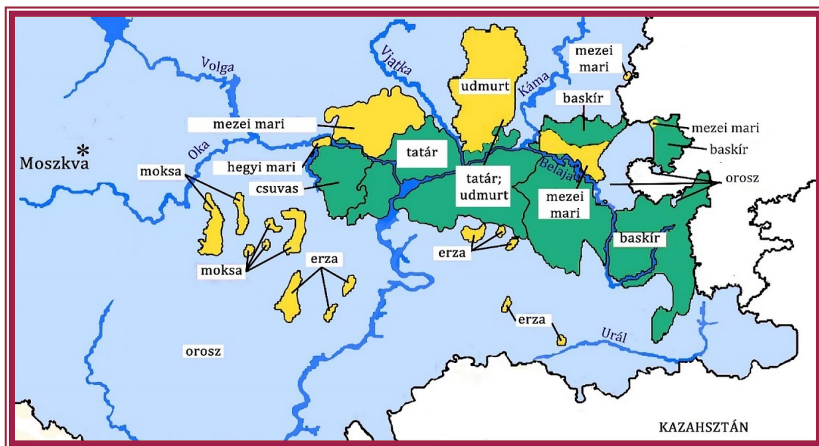 mezei
mari
Volga
Vjatka
udmurt
Káma
baskír
mezei mari
mezei mari
baskír
Oka
Moszkva
tatár
hegyi mari
moksa
csuvas
Belaja
orosz
tatár;
udmurt
mezei
mari
baskír
erza
erza
moksa
erza
Urál
orosz
KAZAHSZTÁN